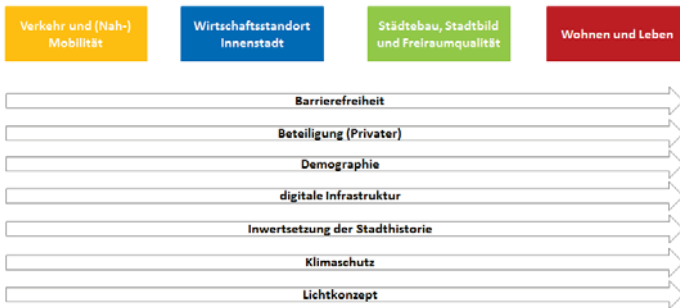 Verkehr und (Nah-)
Mobilität
Wirtschaftsstandort
Innenstadt
Städtebau, Stadtbild
und Freiraumqualität
Wohnen und Leben
Barrierefreiheit
Beteiligung (Privater)
Demographie
digitale Infrastruktur
Inwertsetzung der Stadthistorie
Klimaschutz
Lichtkonzept